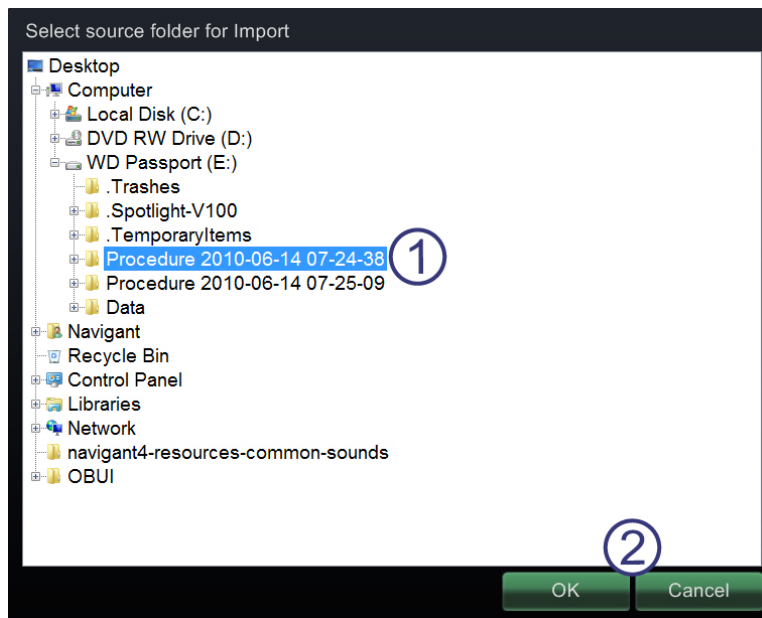 Select source folder for Import
Desktop
Computer
Local Disk (C:)
DVD RW Drive (D:)
WD Passport (E:)
.Trashes
.Spotlight-V100
.TemporaryItems
Procedure 2010-06-14 07-24-38
1
Procedure 2010-06-14 07-25-09
Data
Navigant
Recycle Bin
Control Panel
Libraries
Network
navigant4-resources-common-sounds
OBUI
2
OK Cancel